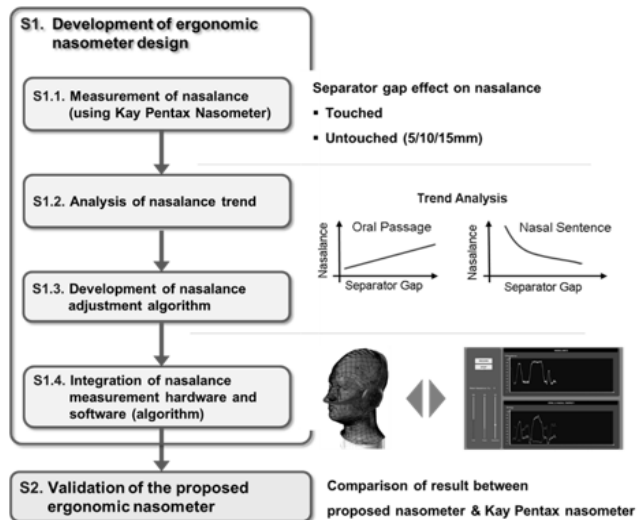 S1. Development of ergonomic
nasometer design
S1.1. Measurement of nasalance
(using Kay Pentax Nasometer)
Separator gap effect on nasalance
▪ Touched
▪ Untouched (5/10/15mm)
S1.2. Analysis of nasalance trend
Trend Analysis
Nasalance
Oral Passage
Separator Gap
Nasalance
Nasal Sentence
Separator Gap
S1.3. Development of nasalance
adjustment algorithm
S1.4. Integration of nasalance
measurement hardware and
software (algorithm)
S2. Validation of the proposed
ergonomic nasometer
Comparison of result between
proposed nasometer & Kay Pentax nasometer